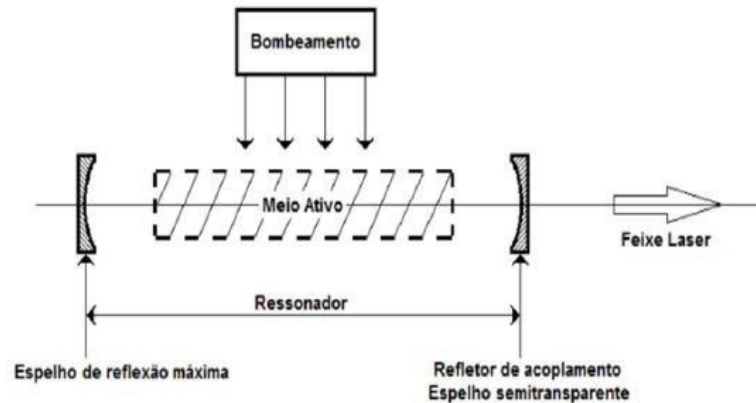 Bombeamento
Meio Ativo
Feixe Laser
Ressonador
Espelho de reflexão máxima
Refletor de acoplamento
Espelho semitransparente